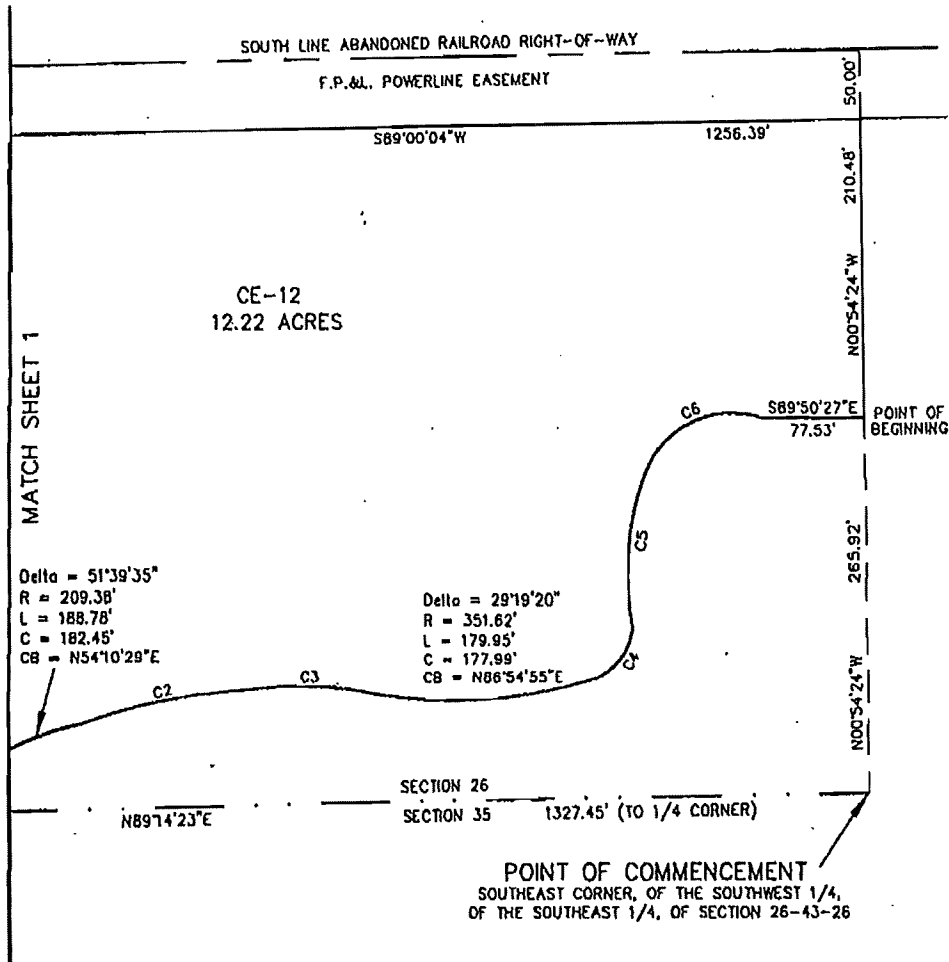 SOUTH LINE ABANDONED RAILROAD RIGHT-OF-WAY
F.P.&L. POWERLINE EASEMENT
50.00'
S89°00'04"W
1256.39'
210.48'
N00°54'24"W
CE-12
12.22 ACRES
MATCH SHEET 1
C6
S89°50'27"E
77.53'
POINT OF
BEGINNING
C5
265.92'
Delta = 51°39'35"
R = 209.38'
L = 188.78'
C = 182.45'
CB = N54°10'29"E
Delta = 29°19'20"
R = 351.62'
L = 179.95'
C = 177.99'
CB = N86°54'55"E
C4
C2
C3
N00°54'24"W
SECTION 26
N89°14'23"E
SECTION 35
1327.45' (TO 1/4 CORNER)
POINT OF COMMENCEMENT
SOUTHEAST CORNER, OF THE SOUTHWEST 1/4,
OF THE SOUTHEAST 1/4, OF SECTION 26-43-26